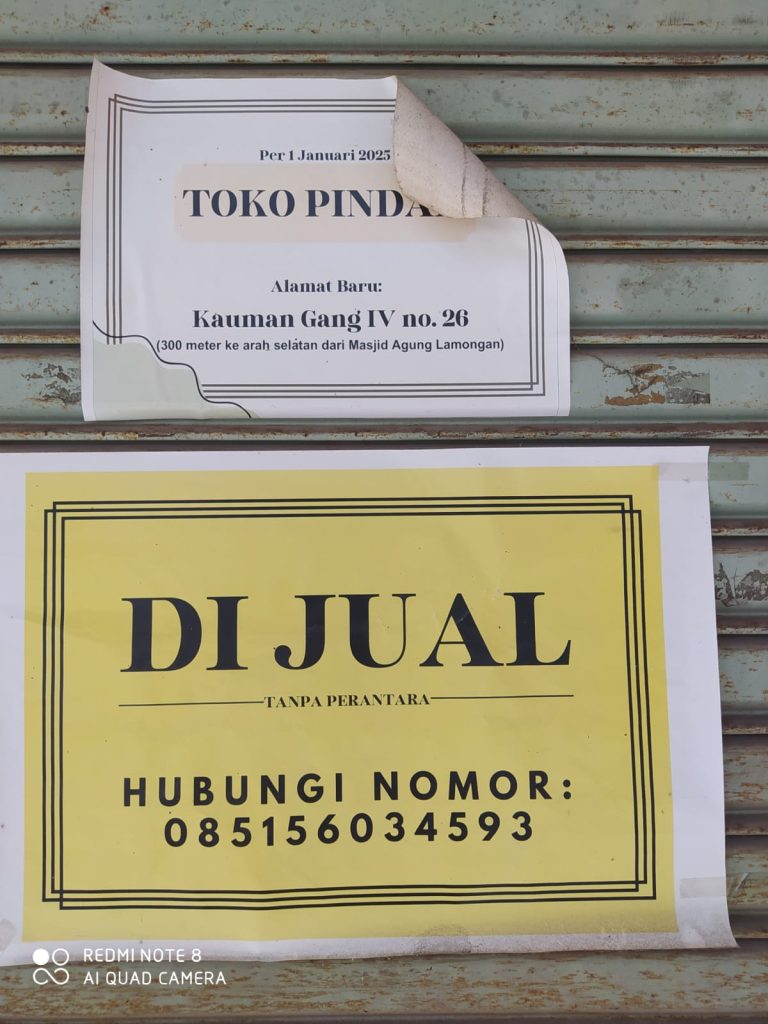 Per 1 Januari 2025
TOKO
Alamat Baru:
Kauman Gang IV no. 26
(300 meter ke arah selatan dari Masjid Agung Lamongan)
DI JUAL
TANPA PERANTARA
HUBUNGI NOMOR:
085156034593
REDMI NOTE 8
AI QUAD CAMERA